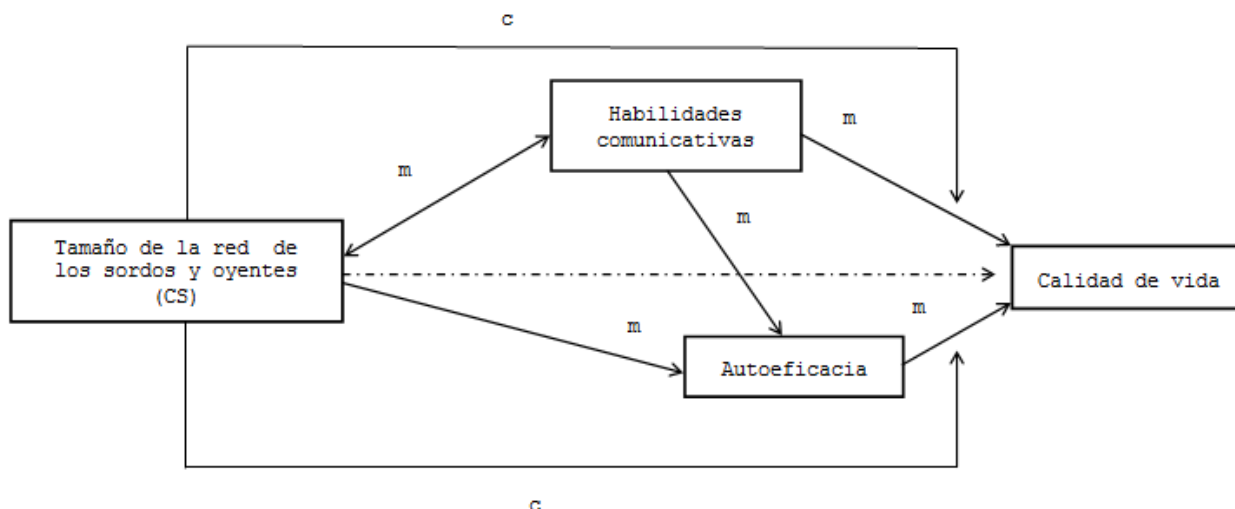 c
Habilidades
comunicativas
m
m
m
Tamaño de la red de
los sordos y oyentes
(CS)
Calidad de vida
m
m
Autoeficacia
c